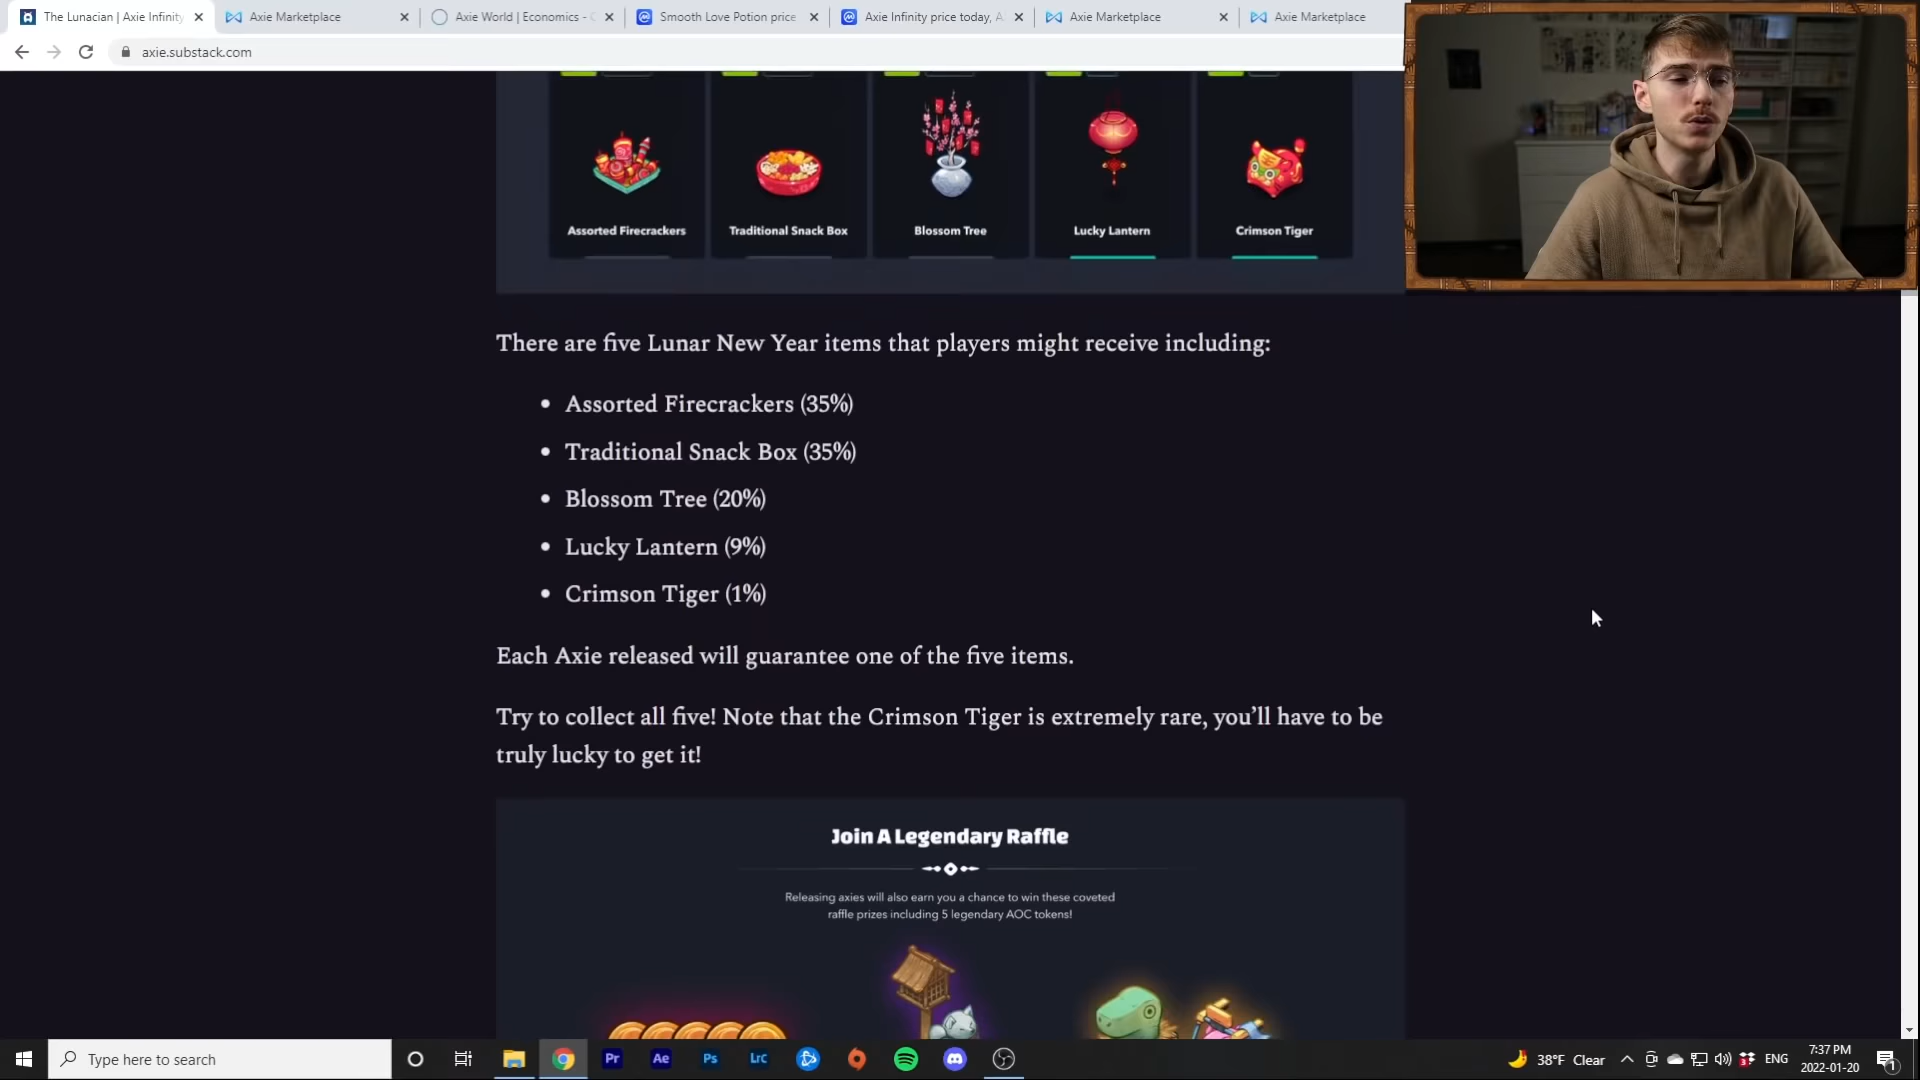 The Lunacian | Axie Infinity
Axie Marketplace
Axie World | Economics - C
Smooth Love Potion price
Axie Infinity price today, A
Axie Marketplace
Axie Marketplace
axie.substack.com
Assorted Firecrackers
Traditional Snack Box
Blossom Tree
Lucky Lantern
Crimson Tiger
There are five Lunar New Year items that players might receive including:
• Assorted Firecrackers (35%)
• Traditional Snack Box (35%)
• Blossom Tree (20%)
• Lucky Lantern (9%)
• Crimson Tiger (1%)
Each Axie released will guarantee one of the five items.
Try to collect all five! Note that the Crimson Tiger is extremely rare, you’ll have to be
truly lucky to get it!
Join A Legendary Raffle
Releasing axies will also earn you a chance to win these coveted
raffle prizes including 5 legendary AOC tokens!
Type here to search
Pr
Ae
Ps
Lrc
38°F Clear
ENG
7:37 PM
2022-01-20
1